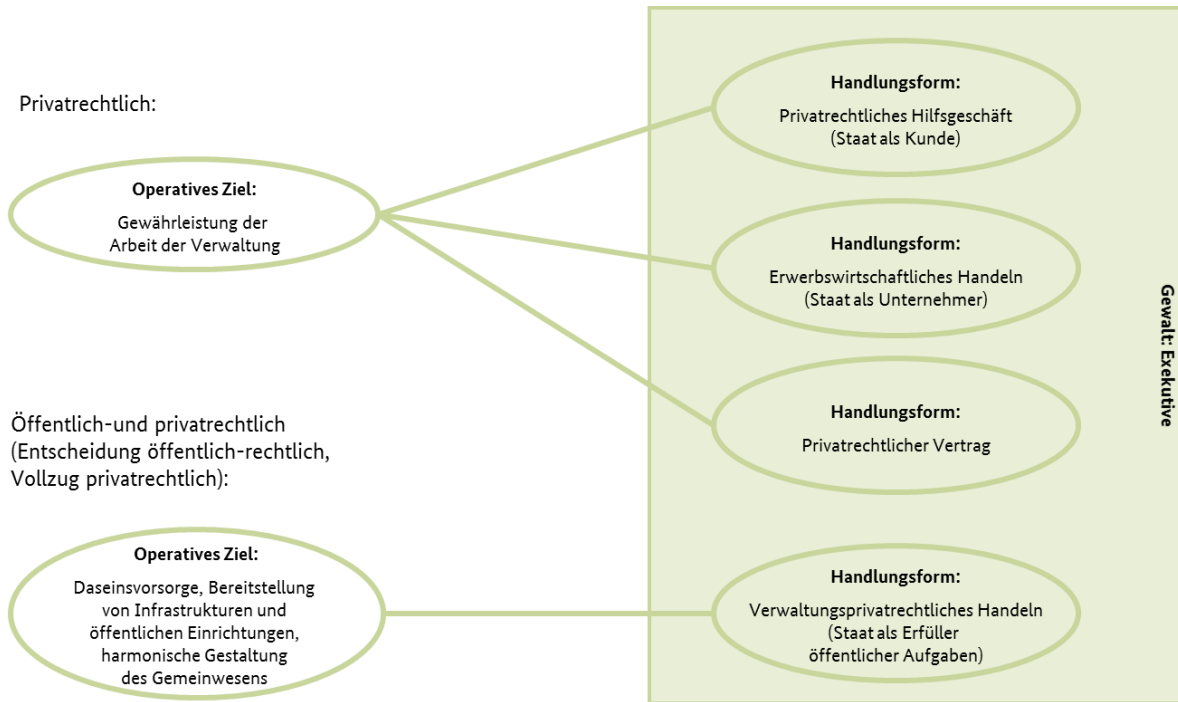 Privatrechtlich:
Operatives Ziel:
Gewährleistung der
Arbeit der Verwaltung
Handlungsform:
Privatrechtliches Hilfsgeschäft
(Staat als Kunde)
Handlungsform:
Erwerbswirtschaftliches Handeln
(Staat als Unternehmer)
Handlungsform:
Privatrechtlicher Vertrag
Öffentlich-und privatrechtlich
(Entscheidung öffentlich-rechtlich,
Vollzug privatrechtlich):
Operatives Ziel:
Daseinsvorsorge, Bereitstellung
von Infrastrukturen und
öffentlichen Einrichtungen,
harmonische Gestaltung
des Gemeinwesens
Handlungsform:
Verwaltungsprivatrechtliches Handeln
(Staat als Erfüller
öffentlicher Aufgaben)
Gewalt: Exekutive